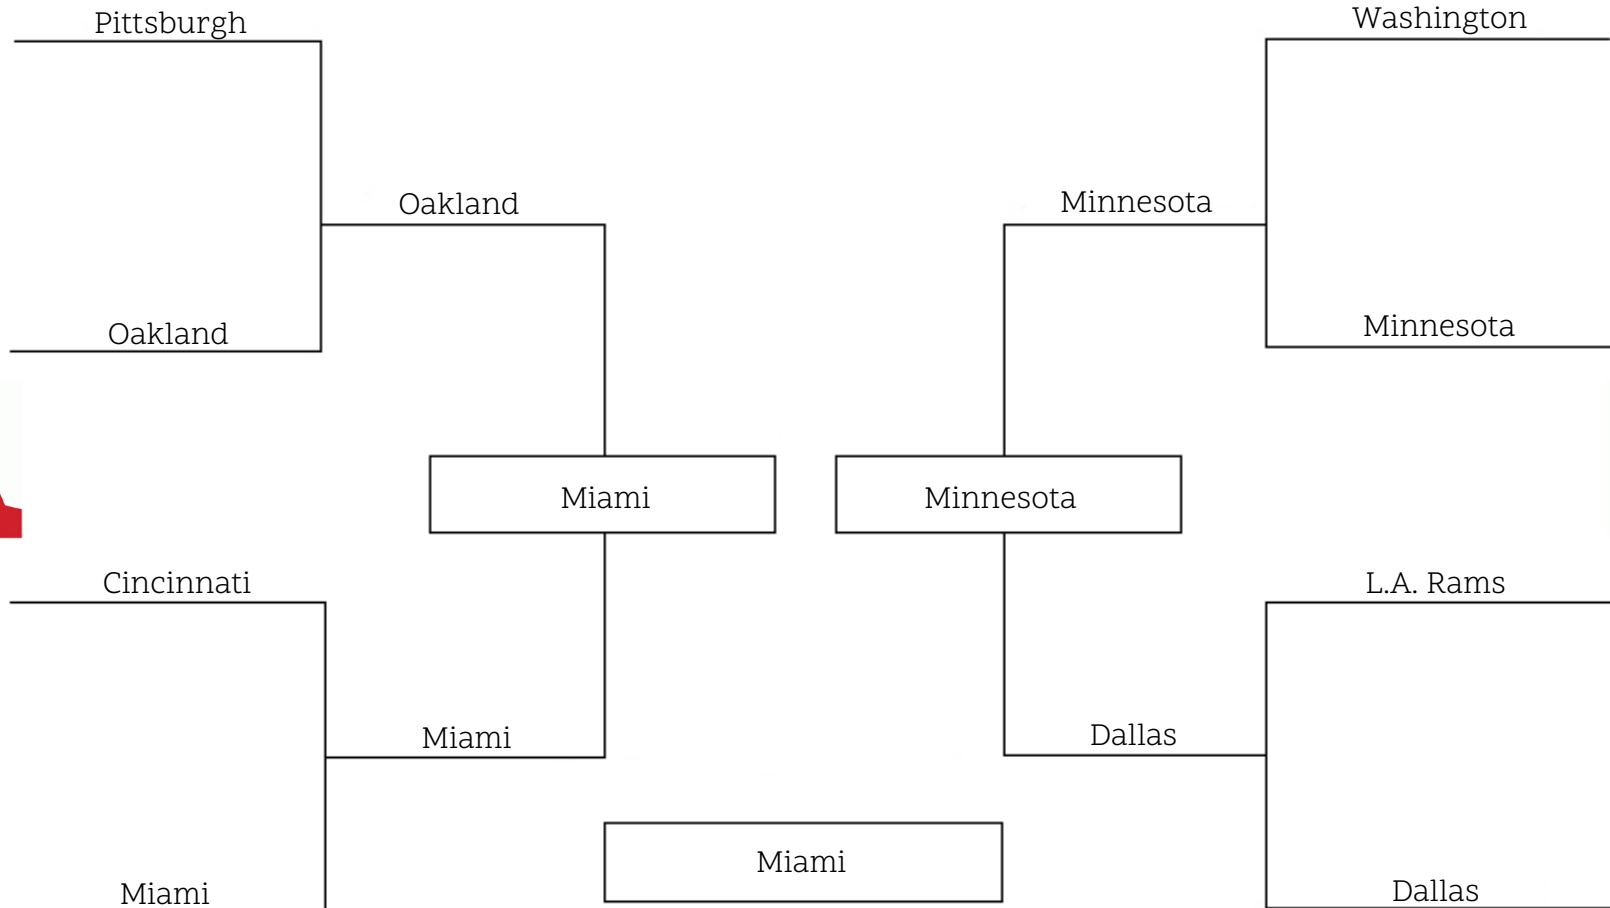 Pittsburgh
Washington
Oakland
Minnesota
Oakland
Minnesota
Miami
Minnesota
Cincinnati
L.A. Rams
Miami
Dallas
Miami
Miami
Dallas